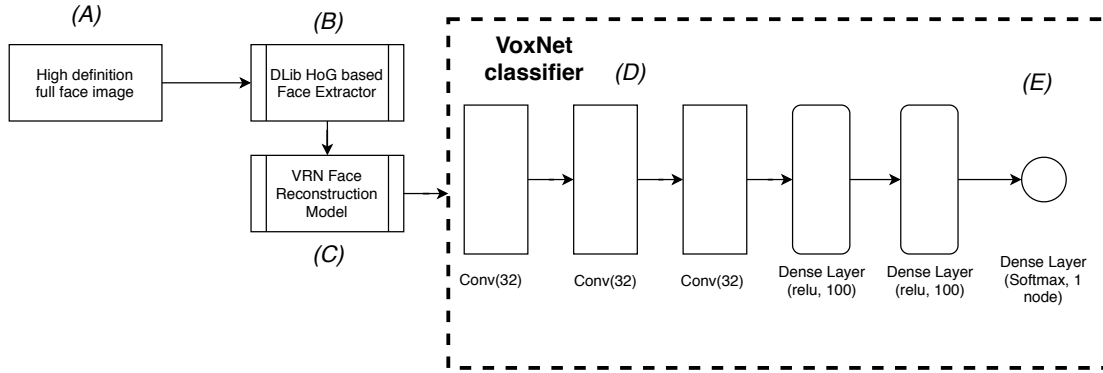 (A)
High definition
full face image
(B)
DLib HoG based
Face Extractor
VRN Face
Reconstruction
Model
(C)
VoxNet
classifier
(D)
(E)
Conv(32)
Conv(32)
Conv(32)
Dense Layer
(relu, 100)
Dense Layer
(relu, 100)
Dense Layer
(Softmax, 1
node)